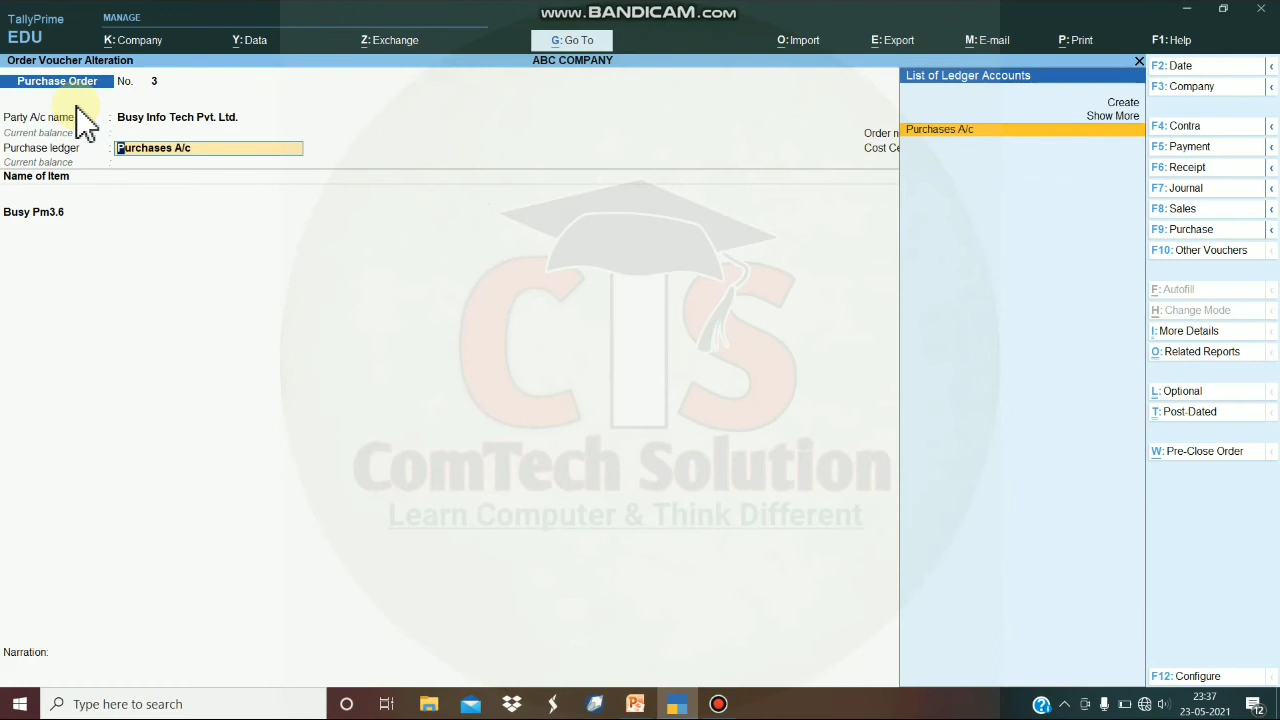 www.BANDICAM.com
TallyPrime
EDU
MANAGE
K: Company
Y: Data
Z: Exchange
G: Go To
O: Import
E: Export
M: E-mail
P: Print
F1: Help
Order Voucher Alteration
ABC COMPANY
Purchase Order No. 3
Party A/c name : Busy Info Tech Pvt. Ltd.
Current balance :
Purchase ledger : Purchases A/c
Current balance :
Order n
Cost Ce
Name of Item
Busy Pm3.6
Narration:
List of Ledger Accounts
Create
Show More
Purchases A/c
F2: Date
F3: Company
F4: Contra
F5: Payment
F6: Receipt
F7: Journal
F8: Sales
F9: Purchase
F10: Other Vouchers
F: Autofill
H: Change Mode
I: More Details
O: Related Reports
L: Optional
T: Post-Dated
W: Pre-Close Order
F12: Configure
CTS
ComTech Solution
Learn Computer & Think Different
Type here to search
23:37
23-05-2021
12